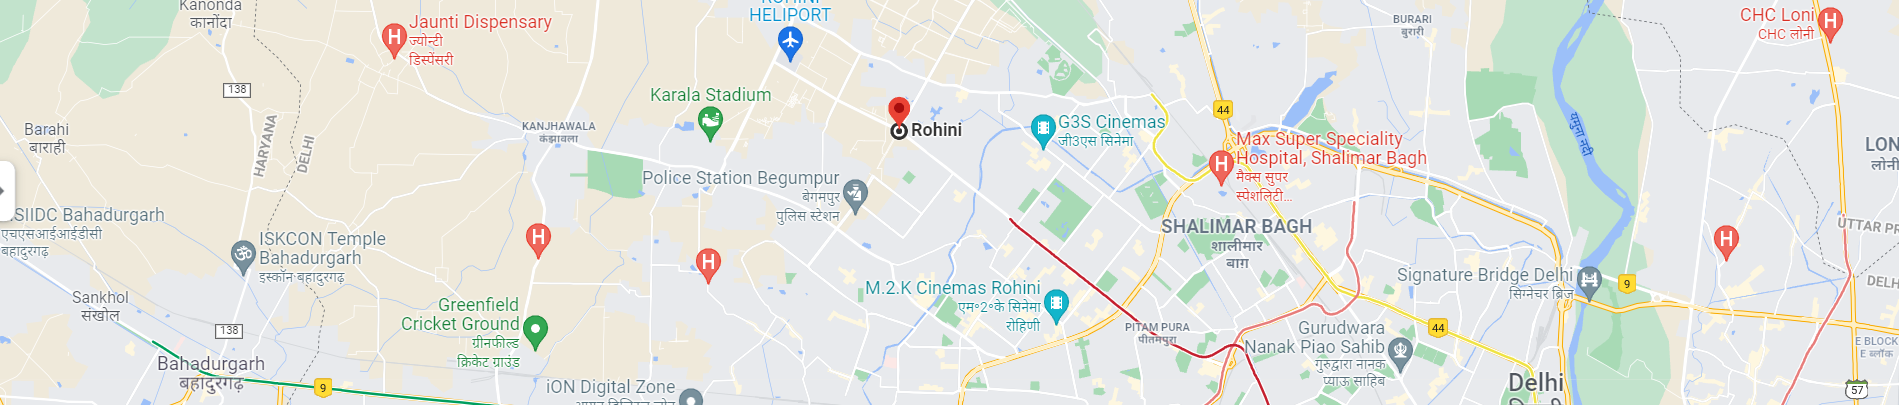 Kanonda
कानोंदा
Jaunti Dispensary
ज्योन्टी
डिस्पेंसरी
HELIPORT
BURARI
बुरारी
CHC Loni
CHC लोनी
138
Karala Stadium
44
Barahi
बाराही
HARYANA
DELHI
KANJHAWALA
कंझावला
Rohini
G3S Cinemas
जी3एस सिनेमा
Max Super Speciality
Hospital, Shalimar Bagh
मैक्स सुपर
स्पेशलिटी...
यमुना नदी
LON
लोनी
Police Station Begumpur
बेगमपुर
पुलिस स्टेशन
SIIDC Bahadurgarh
एचएसआईआईडीसी
बहादुरगढ़
ISKCON Temple
Bahadurgarh
इस्कॉन बहादुरगढ़
SHALIMAR BAGH
शालीमार
बाग़
UTTAR PR
DELH
Signature Bridge Delhi
सिग्नेचर ब्रिज
9
Sankhol
संखोल
M.2.K Cinemas Rohini
एम०2०के सिनेमा
रोहिणी
Greenfield
Cricket Ground
ग्रीनफील्ड
क्रिकेट ग्राउंड
138
PITAM PURA
पीतमपुरा
Gurudwara
Nanak Piao Sahib
गुरुद्वारा नानक
प्याऊ साहिब
44
E BLOCK
E ब्लॉक
Bahadurgarh
बहादुरगढ़
9
iON Digital Zone
Delhi
57